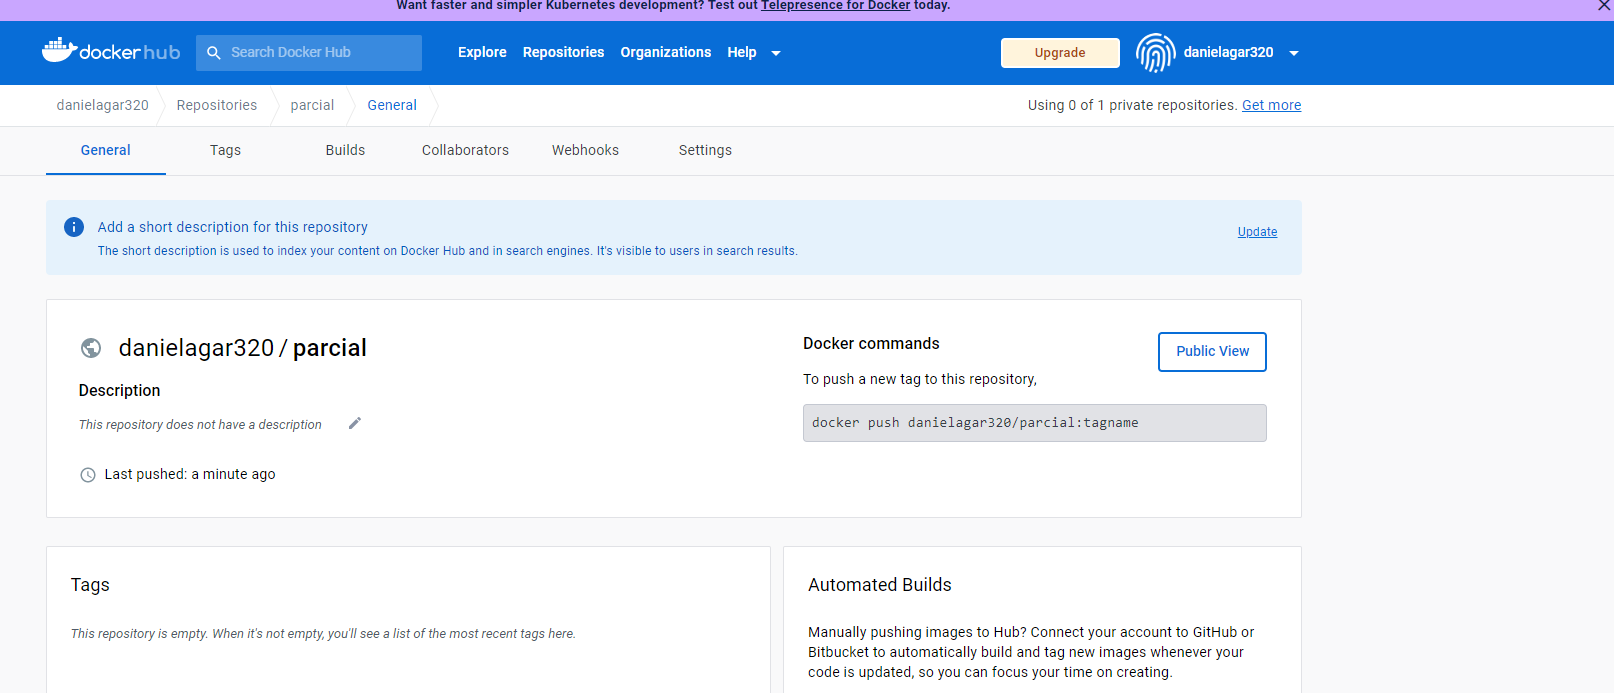 Want faster and simpler Kubernetes development? Test out Telepresence for Docker today.
docker hub
Search Docker Hub
Explore Repositories Organizations Help
Upgrade
danielagar320
danielagar320 Repositories parcial General
Using 0 of 1 private repositories. Get more
General Tags Builds Collaborators Webhooks Settings
Add a short description for this repository
The short description is used to index your content on Docker Hub and in search engines. It's visible to users in search results.
Update
danielagar320 / parcial
Description
This repository does not have a description
Last pushed: a minute ago
Docker commands
Public View
To push a new tag to this repository,
docker push danielagar320/parcial:tagname
Tags
This repository is empty. When it's not empty, you'll see a list of the most recent tags here.
Automated Builds
Manually pushing images to Hub? Connect your account to GitHub or
Bitbucket to automatically build and tag new images whenever your
code is updated, so you can focus your time on creating.